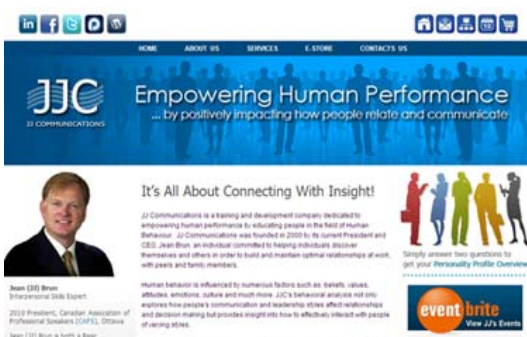 HOME ABOUT US SERVICES E-STORE CONTACTS US
JJC
JJ COMMUNICATIONS
Empowering Human Performance
... by positively impacting how people relate and communicate
It's All About Connecting With Insight!
JJ Communications is a training and development company dedicated to
empowering human performance by educating people in the field of Human
Behaviour. JJ Communications was founded in 2000 by its current President and
CEO, Jean Brun, an individual committed to helping individuals discover
themselves and others in order to build and maintain optimal relationships at work,
with peers and family members.
Human behavior is influenced by numerous factors such as: beliefs, values,
attitudes, emotions, culture and much more. JJC's behavioral analysis not only
explores how people's communication and leadership styles affect relationships
and decision making but provides insight into how to effectively interact with people
of varying styles.
Jean (JJ) Brun
Interpersonal Skills Expert
2010 President, Canadian Association of
Professional Speakers (CAPS), Ottawa
Jean (JJ) Brun is both a
Simply answer two questions to
get your Personality Profile Overview
eventbrite
View JJ's Events